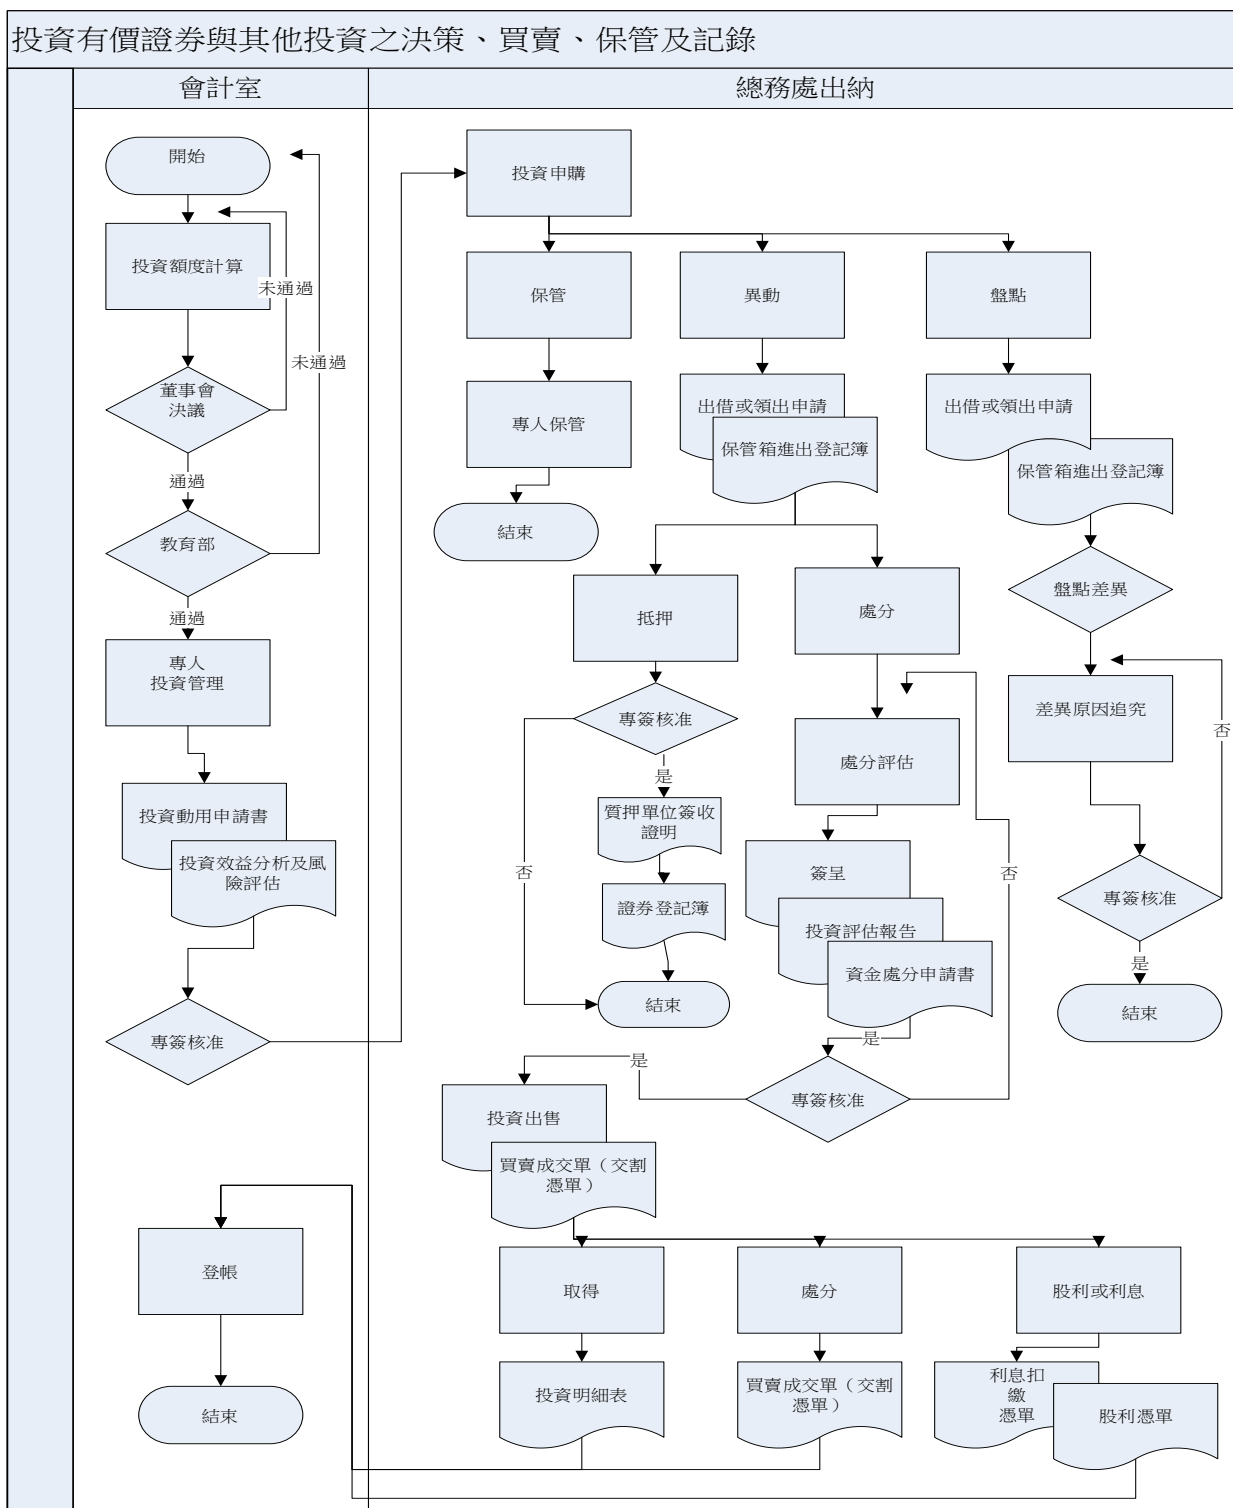 投資有價證券與其他投資之決策、買賣、保管及記錄
會計室
總務處出納
開始
投資額度計算
未通過
未通過
董事會
決議
通過
教育部
通過
專人
投資管理
投資動用申請書
投資效益分析及風
險評估
專簽核准
投資申購
保管
異動
盤點
專人保管
結束
出借或領出申請
保管箱進出登記簿
出借或領出申請
保管箱進出登記簿
抵押
處分
盤點差異
專簽核准
是
否
質押單位簽收
證明
證券登記簿
結束
處分評估
簽呈
投資評估報告
資金處分申請書
否
是
專簽核准
是
差異原因追究
否
專簽核准
是
結束
投資出售
買賣成交單（交割
憑單）
取得
處分
股利或利息
投資明細表
買賣成交單（交割
憑單）
利息扣
繳
憑單
股利憑單
登帳
結束